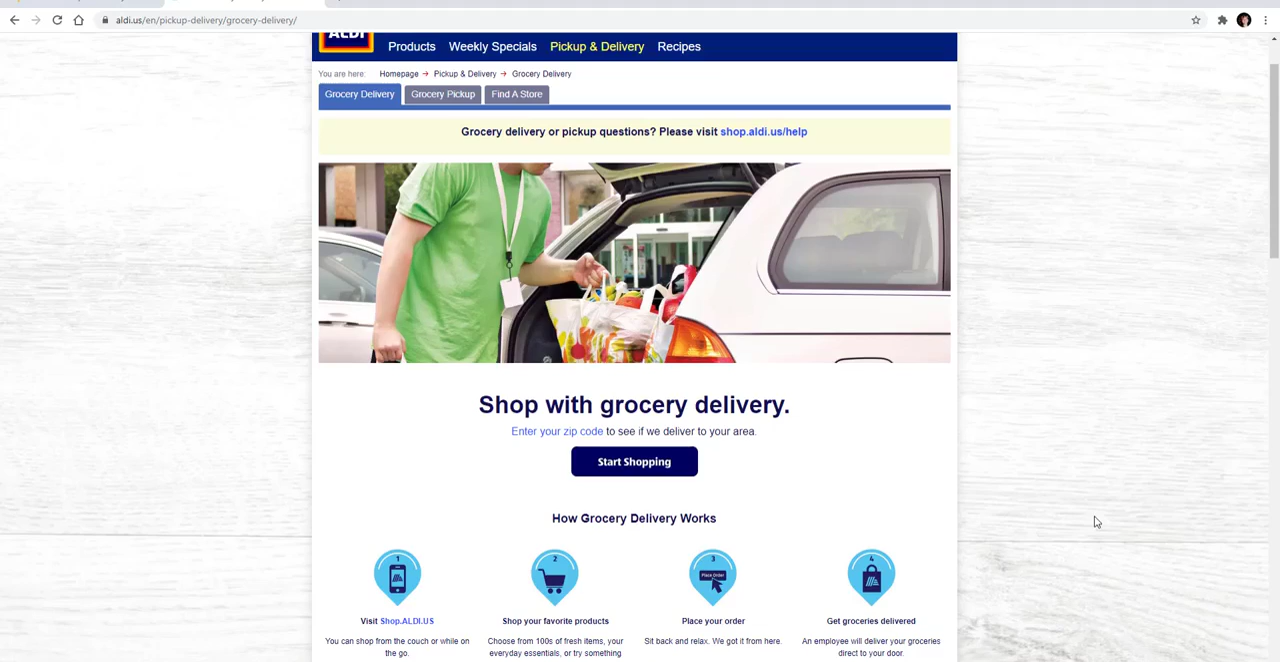 aldi.us/en/pickup-delivery/grocery-delivery/
ALDI
Products Weekly Specials Pickup & Delivery Recipes
You are here: Homepage → Pickup & Delivery → Grocery Delivery
Grocery Delivery Grocery Pickup Find A Store
Grocery delivery or pickup questions? Please visit shop.aldi.us/help
Shop with grocery delivery.
Enter your zip code to see if we deliver to your area.
Start Shopping
How Grocery Delivery Works
1 2 3 4
Place Order
Visit Shop.ALDI.US
You can shop from the couch or while on
the go.
Shop your favorite products
Choose from 100s of fresh items, your
everyday essentials, or try something
Place your order
Sit back and relax. We got it from here.
Get groceries delivered
An employee will deliver your groceries
direct to your door.